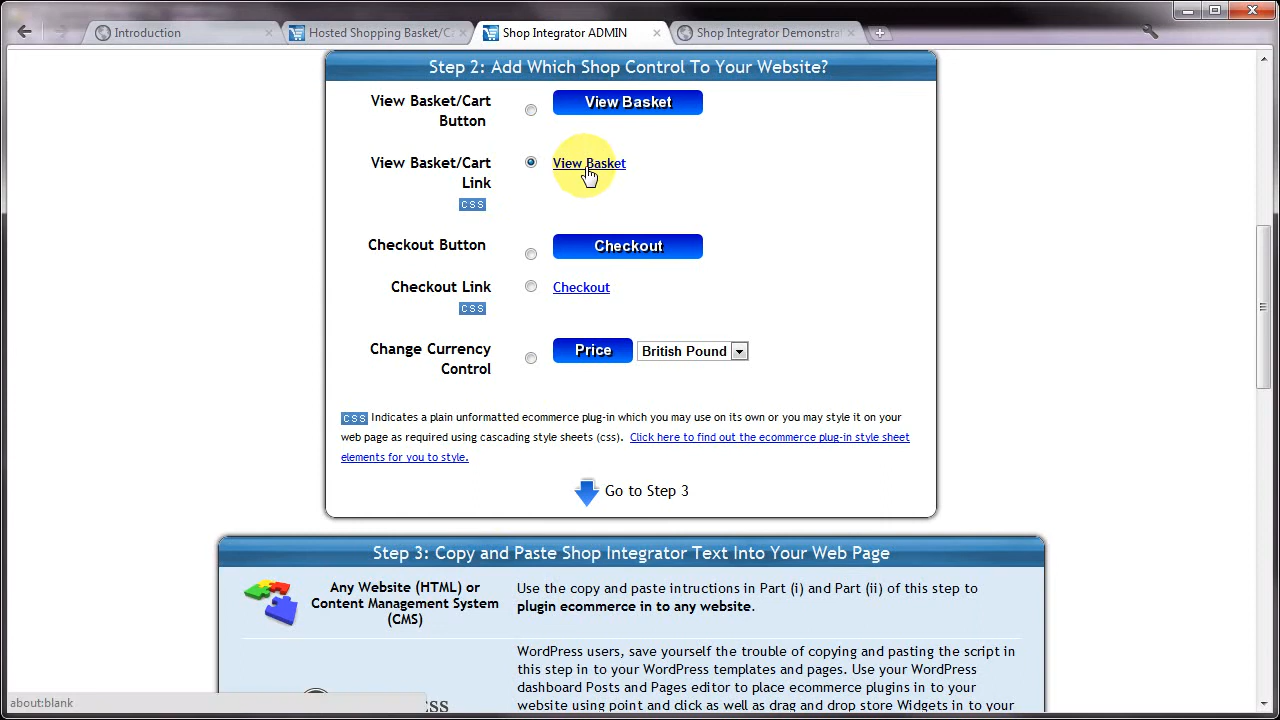 Introduction
Hosted Shopping Basket/Ca
Shop Integrator ADMIN
Shop Integrator Demonstrat
Step 2: Add Which Shop Control To Your Website?
View Basket/Cart
Button
View Basket
View Basket/Cart
Link
View Basket
CSS
Checkout Button
Checkout
Checkout Link
Checkout
CSS
Change Currency
Control
Price
British Pound
CSS Indicates a plain unformatted ecommerce plug-in which you may use on its own or you may style it on your
web page as required using cascading style sheets (css). Click here to find out the ecommerce plug-in style sheet
elements for you to style.
Go to Step 3
Step 3: Copy and Paste Shop Integrator Text Into Your Web Page
Any Website (HTML) or
Content Management System
(CMS)
Use the copy and paste intructions in Part (i) and Part (ii) of this step to
plugin ecommerce in to any website.
WordPress users, save yourself the trouble of copying and pasting the script in
this step in to your WordPress templates and pages. Use your WordPress
dashboard Posts and Pages editor to place ecommerce plugins in to your
website using point and click as well as drag and drop store Widgets in to your
about:blank